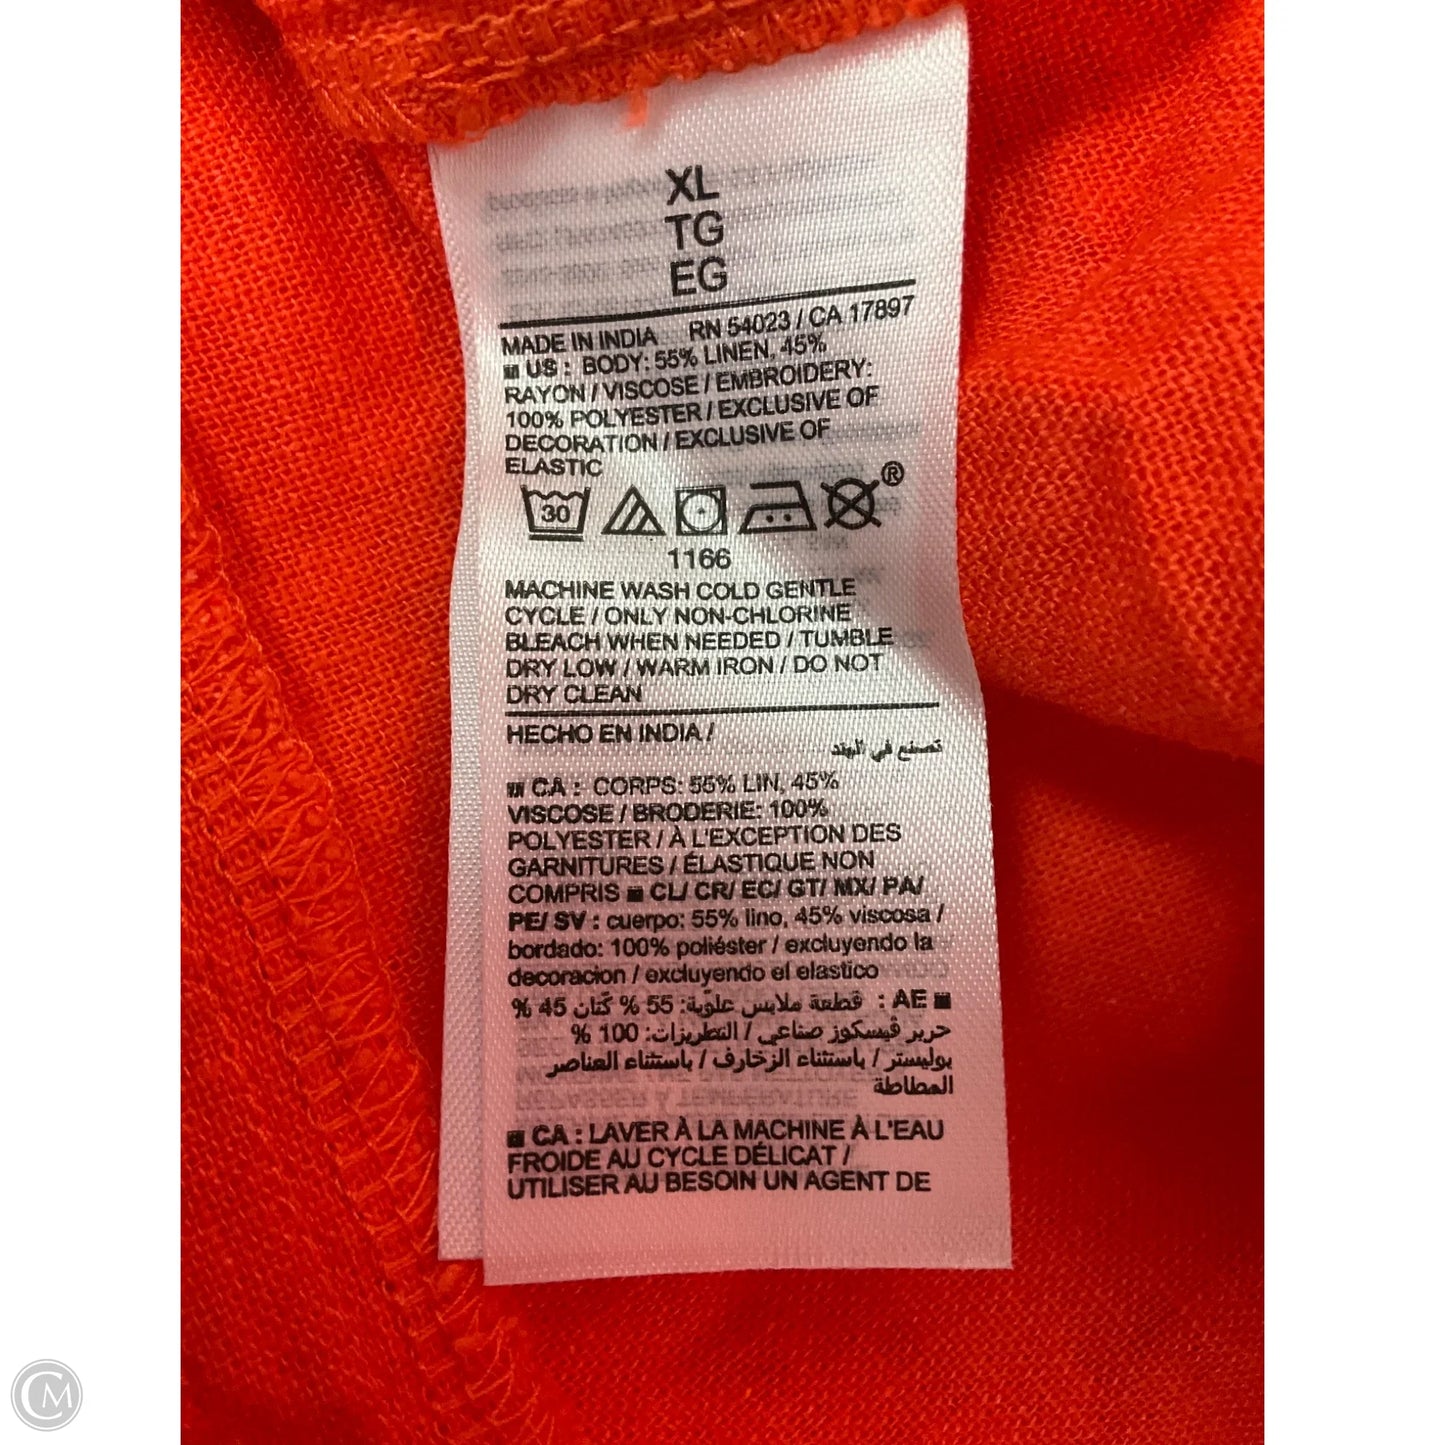 XL
TG
EG
MADE IN INDIA RN 54023 / CA 17897
US : BODY: 55% LINEN, 45%
RAYON / VISCOSE / EMBROIDERY:
100% POLYESTER / EXCLUSIVE OF
DECORATION / EXCLUSIVE OF
ELASTIC
30
®
1166
MACHINE WASH COLD GENTLE
CYCLE / ONLY NON-CHLORINE
BLEACH WHEN NEEDED / TUMBLE
DRY LOW / WARM IRON / DO NOT
DRY CLEAN
HECHO EN INDIA /
تصنع في الهند
CA : CORPS: 55% LIN, 45%
VISCOSE / BRODERIE: 100%
POLYESTER / À L'EXCEPTION DES
GARNITURES / ÉLASTIQUE NON
COMPRIS ■ CL/ CR/ EC/ GT/ MX/ PA/
PE/ SV : cuerpo: 55% lino, 45% viscosa /
bordado: 100% poliéster / excluyendo la
decoracion / excluyendo el elastico
■ AE : قطعة ملابس علويّة: 55 % كتّان 45 %
حرير ڤيسكوز صناعي / التطريزات: 100 %
بوليستر / باستثناء الزخارف / باستثناء العناصر
المطاطة
■ CA : LAVER À LA MACHINE À L'EAU
FROIDE AU CYCLE DÉLICAT /
UTILISER AU BESOIN UN AGENT DE
CM